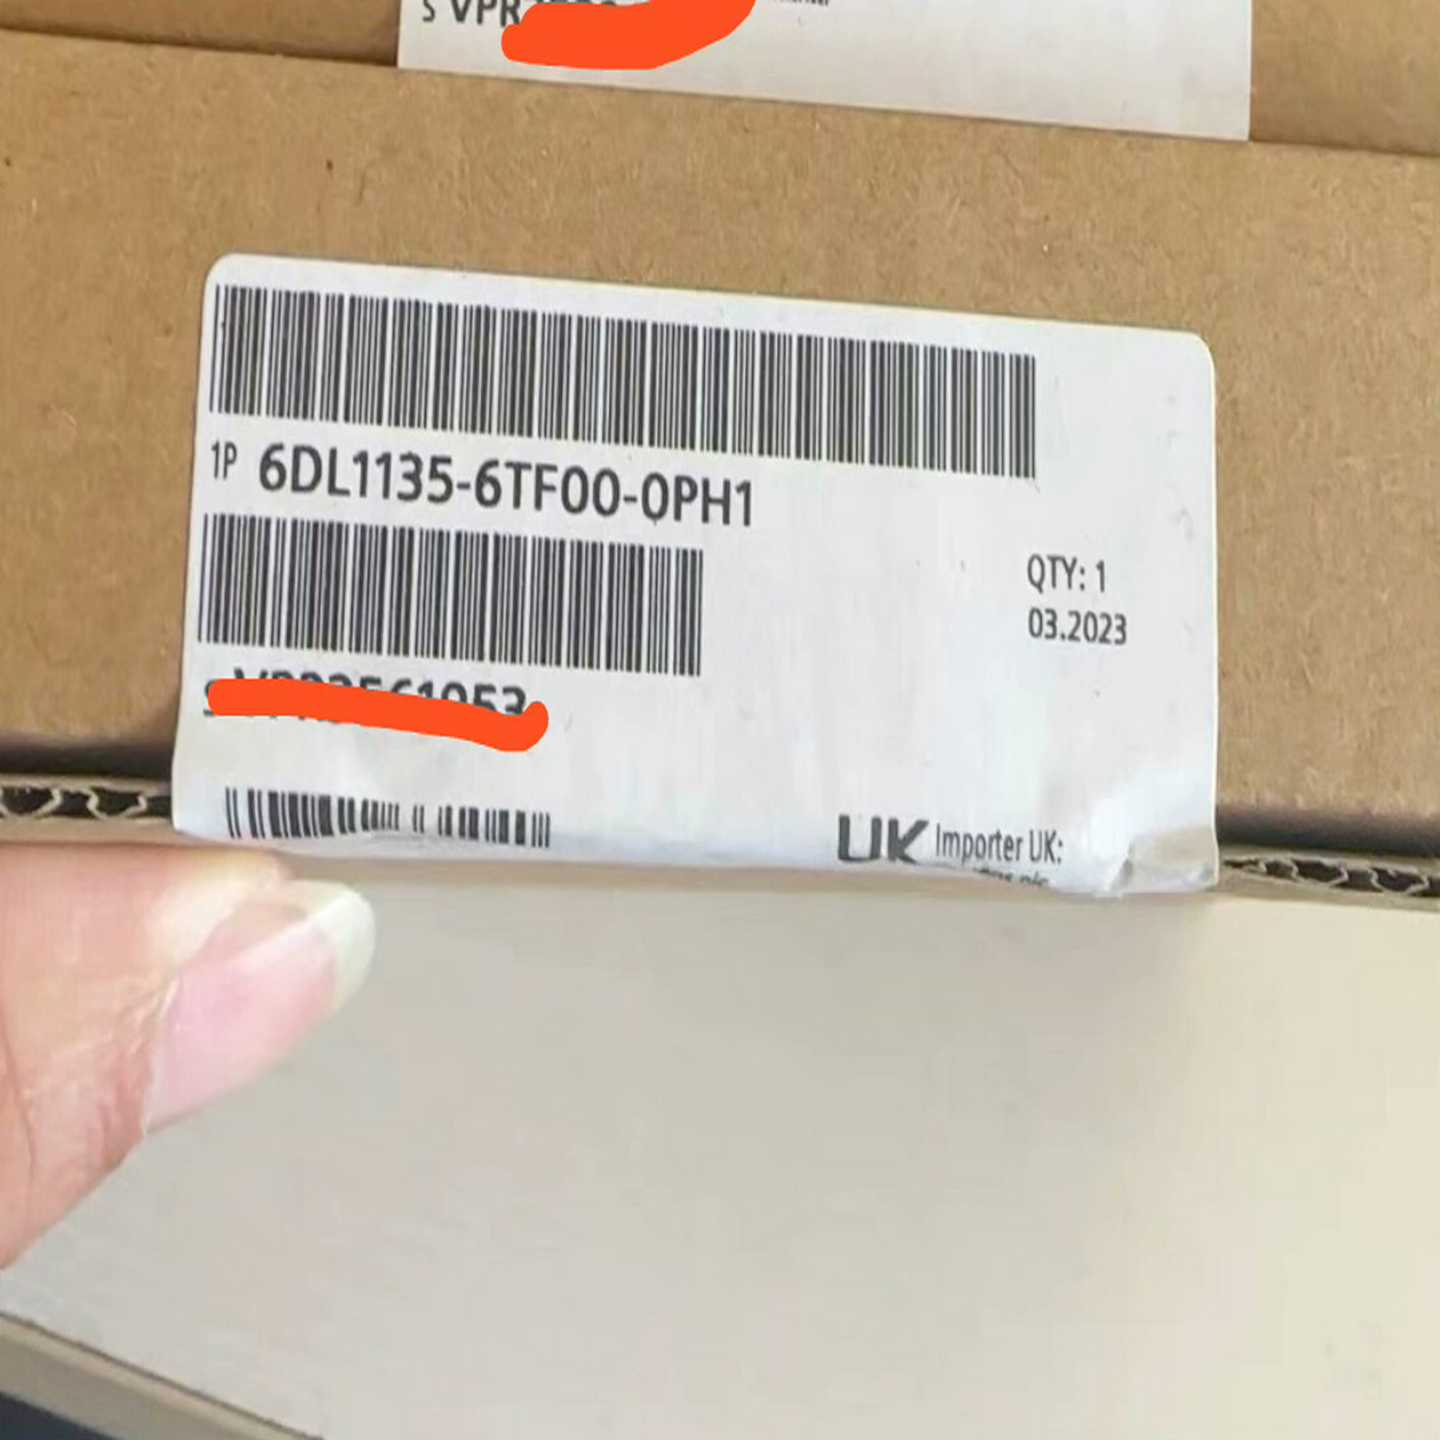 S VPR
1P 6DL1135-6TF00-0PH1
QTY: 1
03.2023
UK Importer UK: